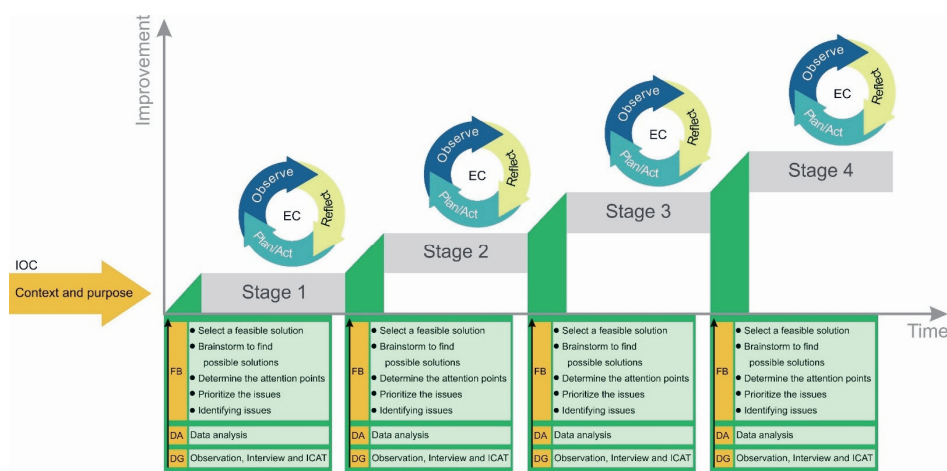 Improvement
Observe
Reflect
Plan/Act
EC
Observe
Reflect
Plan/Act
EC
Observe
Reflect
Plan/Act
EC
Observe
Reflect
Plan/Act
EC
Stage 4
Stage 3
Stage 2
Stage 1
IOC
Context and purpose
Time
FB
● Select a feasible solution
● Brainstorm to find
possible solutions
● Determine the attention points
● Prioritize the issues
● Identifying issues
DA
Data analysis
DG
Observation, Interview and ICAT
FB
● Select a feasible solution
● Brainstorm to find
possible solutions
● Determine the attention points
● Prioritize the issues
● Identifying issues
DA
Data analysis
DG
Observation, Interview and ICAT
FB
● Select a feasible solution
● Brainstorm to find
possible solutions
● Determine the attention points
● Prioritize the issues
● Identifying issues
DA
Data analysis
DG
Observation, Interview and ICAT
FB
● Select a feasible solution
● Brainstorm to find
possible solutions
● Determine the attention points
● Prioritize the issues
● Identifying issues
DA
Data analysis
DG
Observation, Interview and ICAT